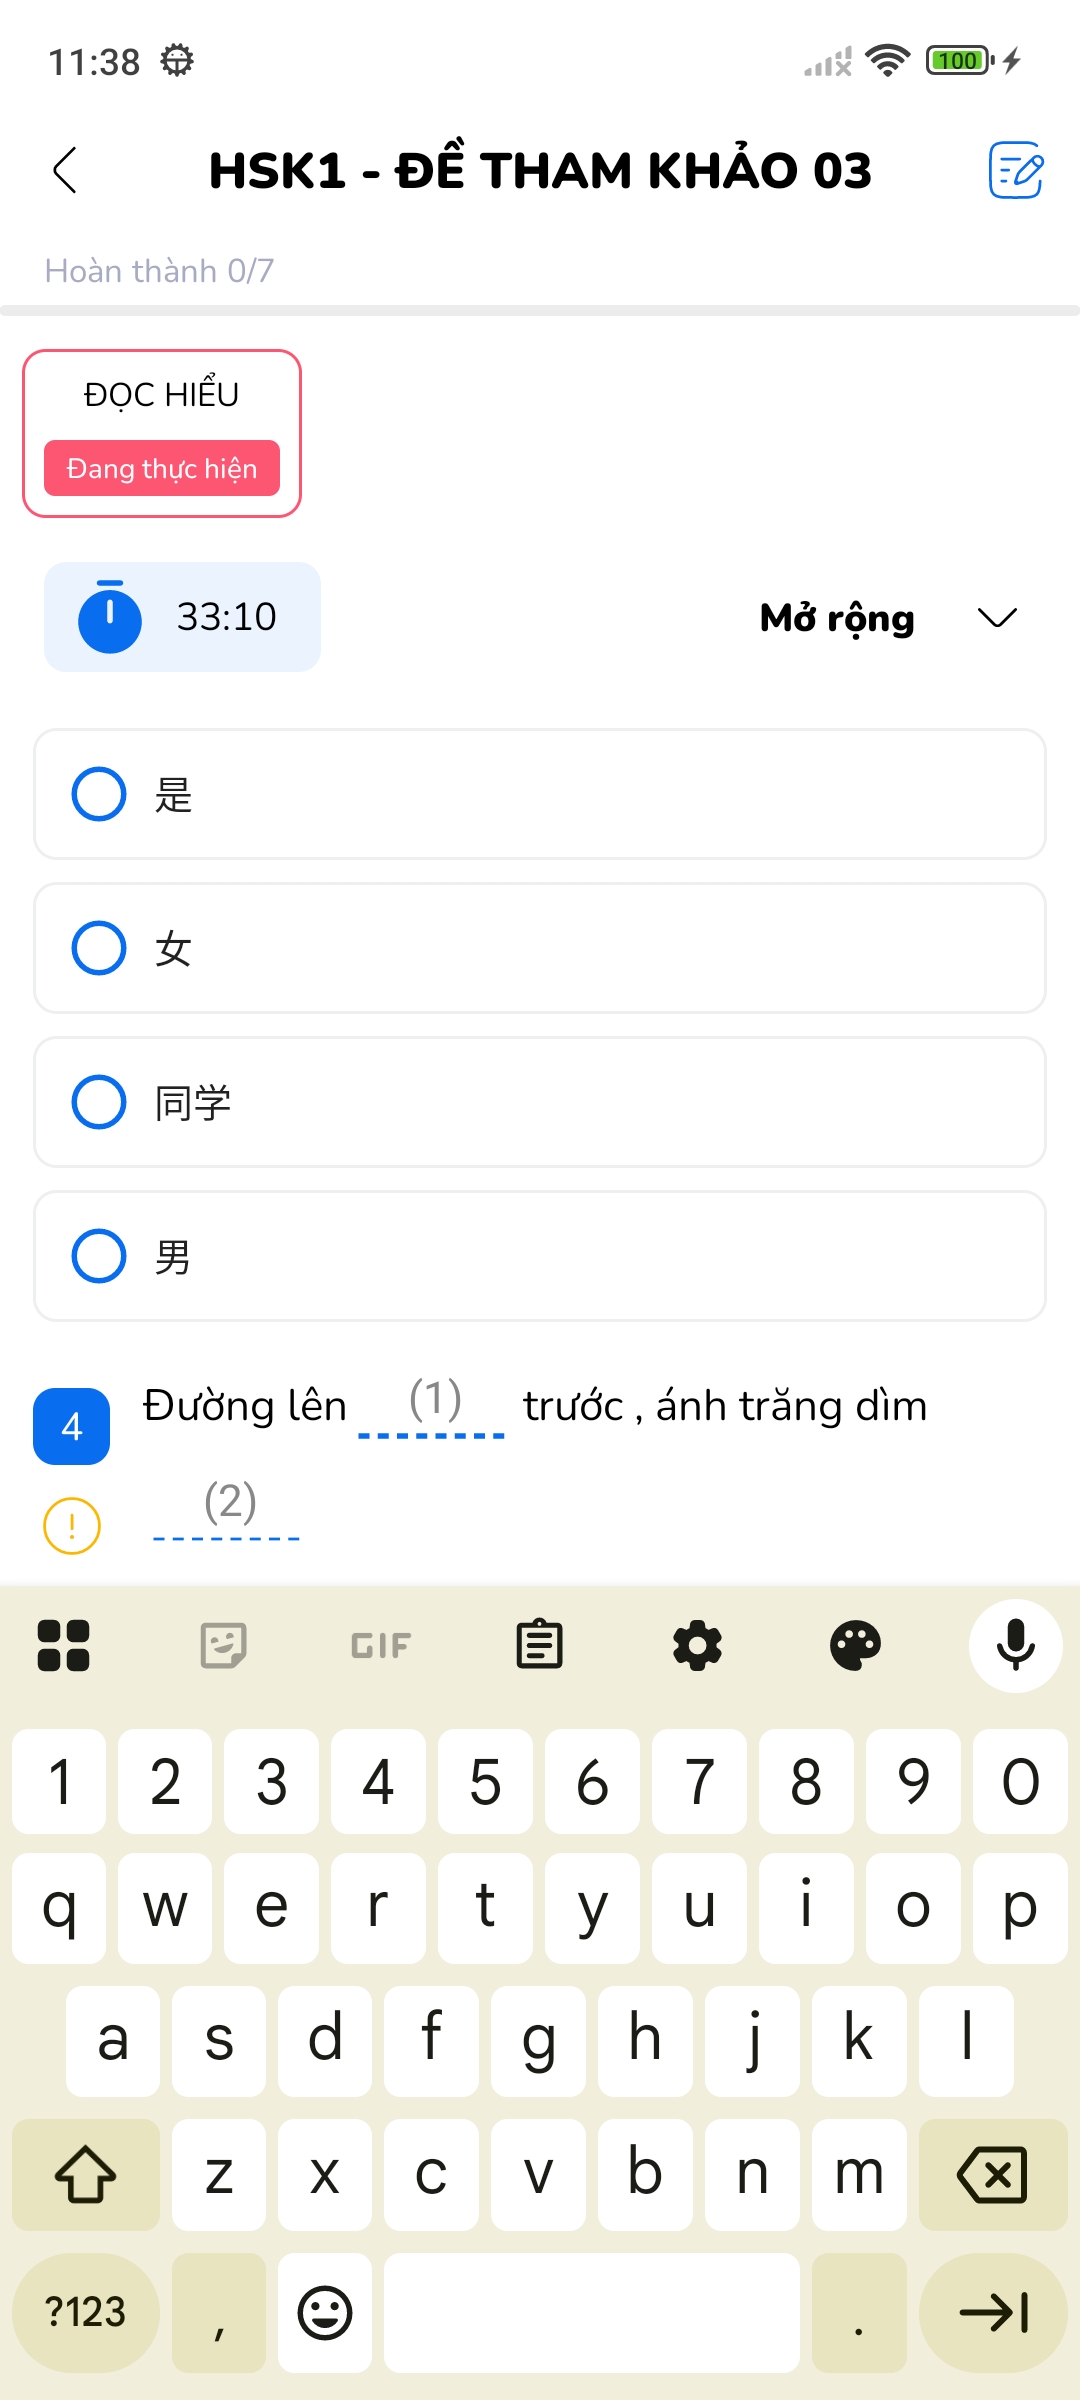 11:38
100
HSK1 - ĐỀ THAM KHẢO 03
Hoàn thành 0/7
ĐỌC HIỂU
Đang thực hiện
33:10
Mở rộng
是
女
同学
男
4
Đường lên (1) trước , ánh trăng dìm
(2)
GIF
1 2 3 4 5 6 7 8 9 0
q w e r t y u i o p
a s d f g h j k l
z x c v b n m
?123 , .